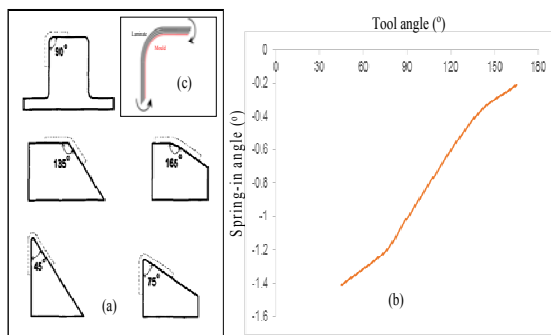 90°
Laminate
Mould
(c)
135°
165°
45°
75°
(a)
Tool angle (º)
0 30 60 90 120 150 180
0
-0.2
-0.4
-0.6
-0.8
-1
-1.2
-1.4
-1.6
Spring-in angle (º)
(b)